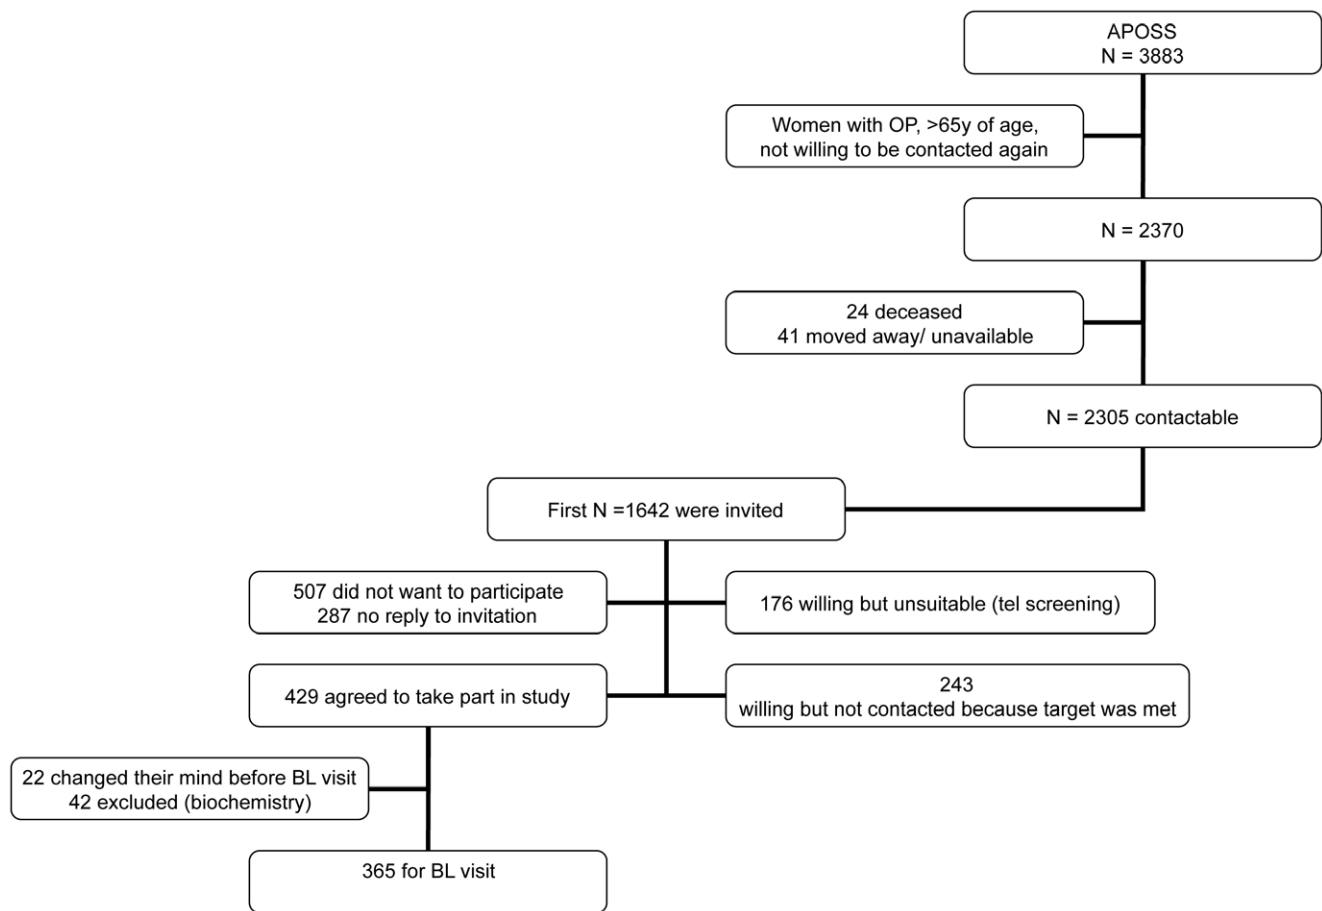 APOSS
N = 3883
Women with OP, >65y of age,
not willing to be contacted again
N = 2370
24 deceased
41 moved away/ unavailable
N = 2305 contactable
First N =1642 were invited
507 did not want to participate
287 no reply to invitation
176 willing but unsuitable (tel screening)
429 agreed to take part in study
243
willing but not contacted because target was met
22 changed their mind before BL visit
42 excluded (biochemistry)
365 for BL visit